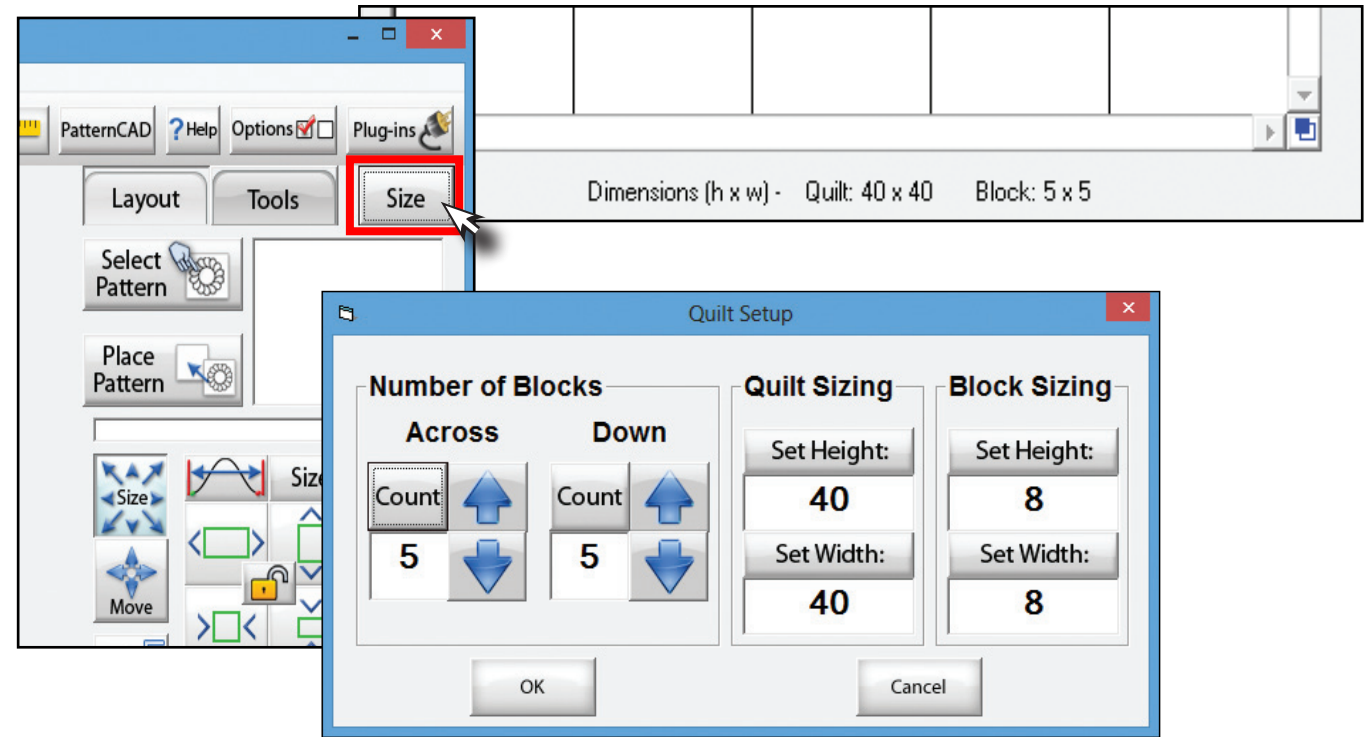 PatternCAD ?Help Options Plug-ins
Layout Tools Size
Select
Pattern
Place
Pattern
Size
Move
Dimensions (h x w) - Quilt: 40 x 40 Block: 5 x 5
Quilt Setup
Number of Blocks
Across Down
Count Count
5 5
Quilt Sizing
Set Height:
40
Set Width:
40
Block Sizing
Set Height:
8
Set Width:
8
OK Cancel